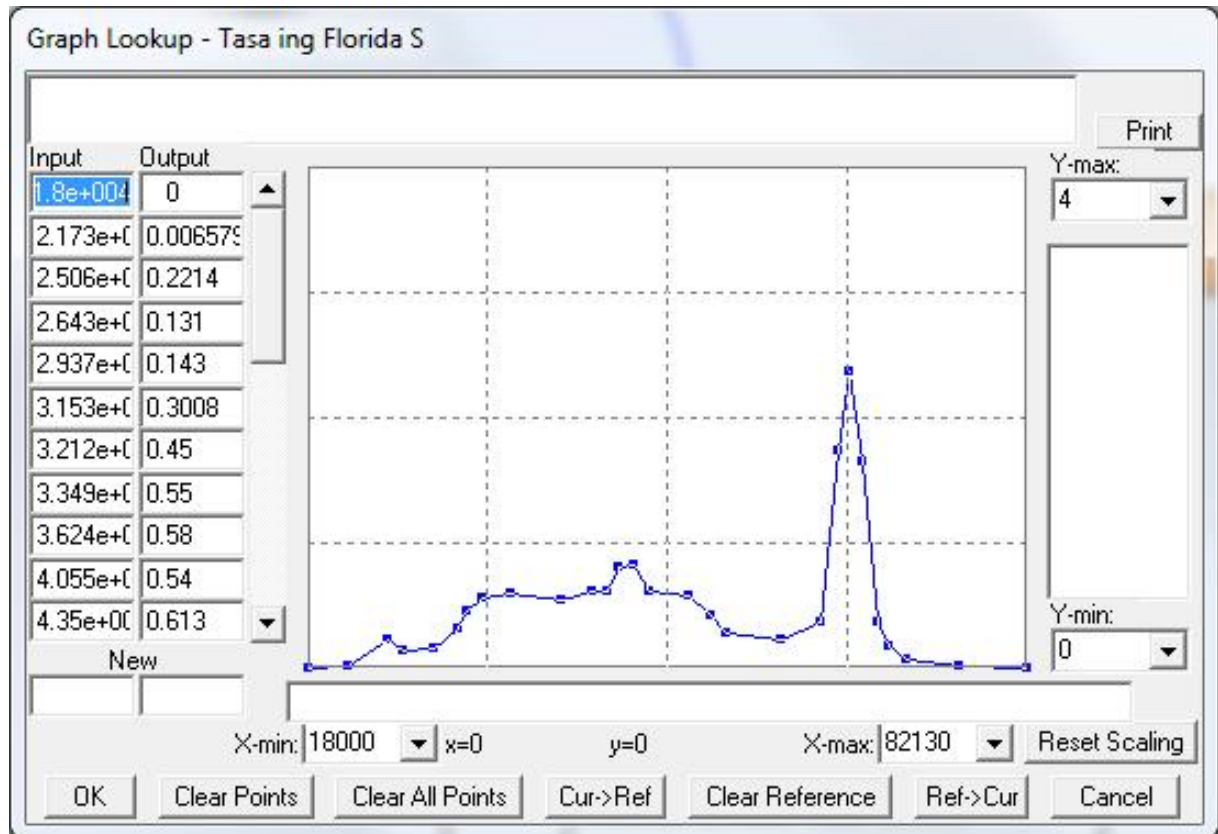 Graph Lookup - Tasa ing Florida S
Print
Input Output
1.8e+004 0
2.173e+0 0.006579
2.506e+0 0.2214
2.643e+0 0.131
2.937e+0 0.143
3.153e+0 0.3008
3.212e+0 0.45
3.349e+0 0.55
3.624e+0 0.58
4.055e+0 0.54
4.35e+00 0.613
New
Y-max:
4
Y-min:
0
X-min: 18000 x=0 y=0 X-max: 82130 Reset Scaling
OK Clear Points Clear All Points Cur->Ref Clear Reference Ref->Cur Cancel